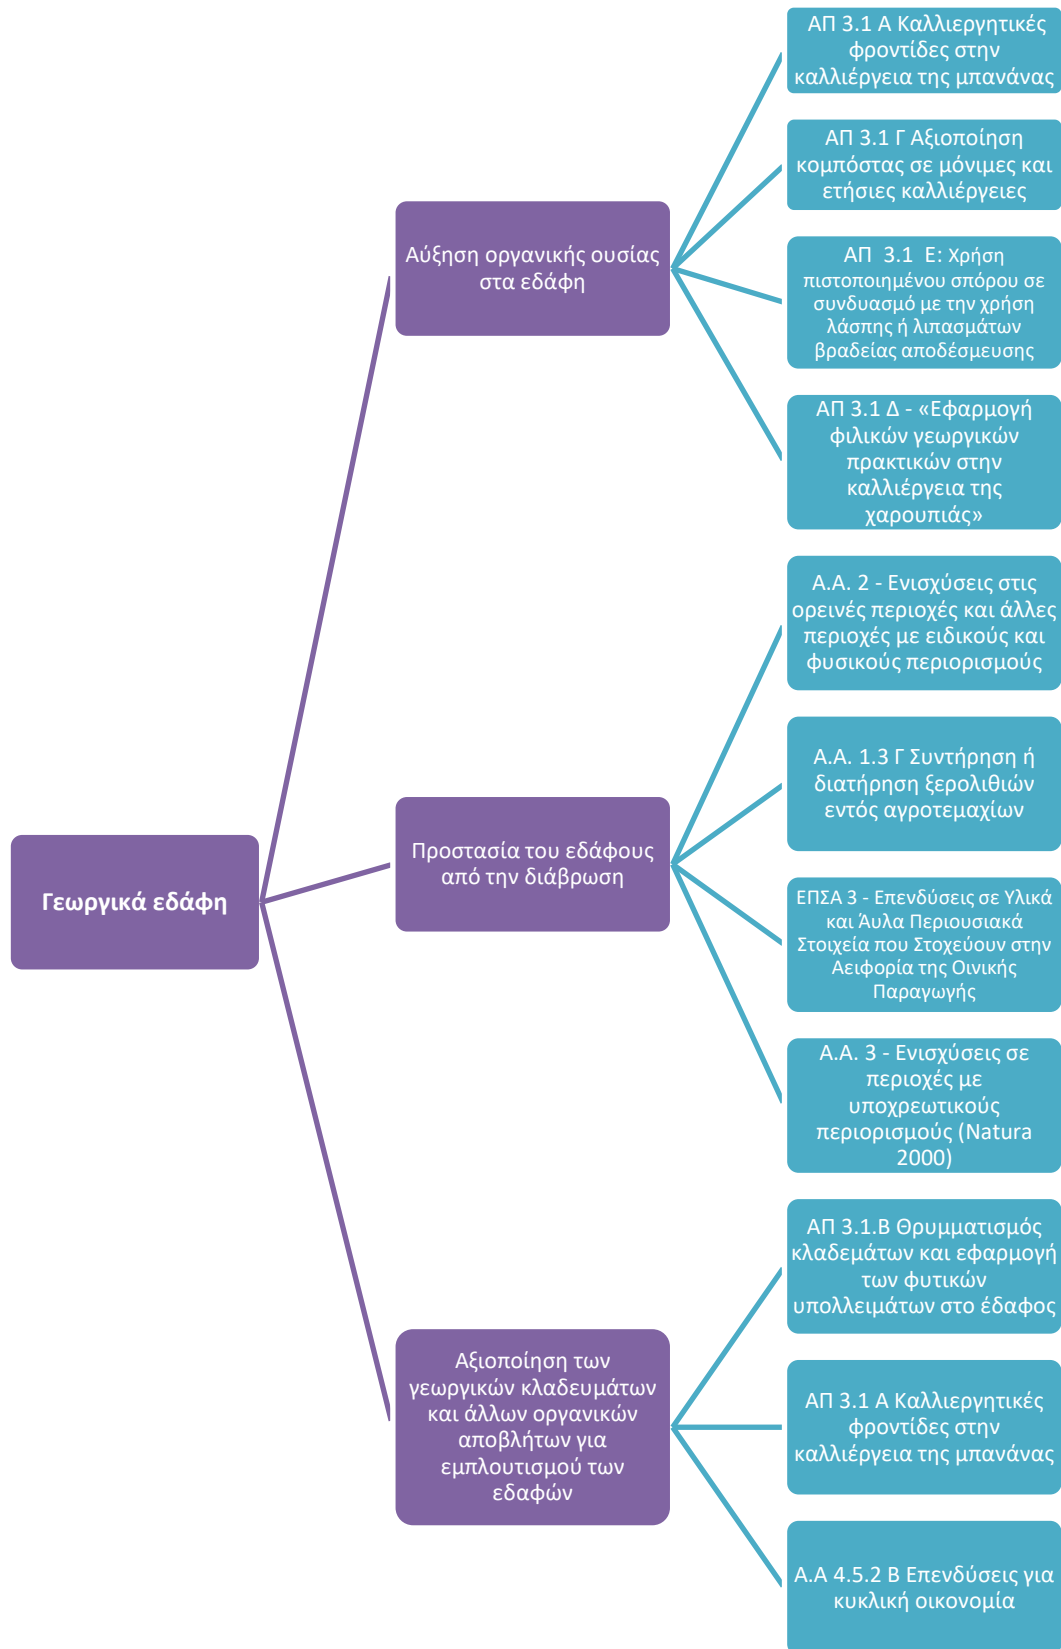 Γεωργικά εδάφη
Αύξηση οργανικής ουσίας
στα εδάφη
ΑΠ 3.1 Α Καλλιεργητικές
φροντίδες στην
καλλιέργεια της μπανάνας
ΑΠ 3.1 Γ Αξιοποίηση
κομπόστας σε μόνιμες και
ετήσιες καλλιέργειες
ΑΠ 3.1 Ε: Χρήση
πιστοποιημένου σπόρου σε
συνδυασμό με την χρήση
λάσπης ή λιπασμάτων
βραδείας αποδέσμευσης
ΑΠ 3.1 Δ - «Εφαρμογή
φιλικών γεωργικών
πρακτικών στην
καλλιέργεια της
χαρουπιάς»
Προστασία του εδάφους
από την διάβρωση
Α.Α. 2 - Ενισχύσεις στις
ορεινές περιοχές και άλλες
περιοχές με ειδικούς και
φυσικούς περιορισμούς
Α.Α. 1.3 Γ Συντήρηση ή
διατήρηση ξερολιθιών
εντός αγροτεμαχίων
ΕΠΣΑ 3 - Επενδύσεις σε Υλικά
και Άυλα Περιουσιακά
Στοιχεία που Στοχεύουν στην
Αειφορία της Οινικής
Παραγωγής
Α.Α. 3 - Ενισχύσεις σε
περιοχές με
υποχρεωτικούς
περιορισμούς (Natura
2000)
Αξιοποίηση των
γεωργικών κλαδευμάτων
και άλλων οργανικών
αποβλήτων για
εμπλουτισμού των
εδαφών
ΑΠ 3.1.Β Θρυμματισμός
κλαδεμάτων και εφαρμογή
των φυτικών
υπολλειμάτων στο έδαφος
ΑΠ 3.1 Α Καλλιεργητικές
φροντίδες στην
καλλιέργεια της μπανάνας
Α.Α 4.5.2 Β Επενδύσεις για
κυκλική οικονομία